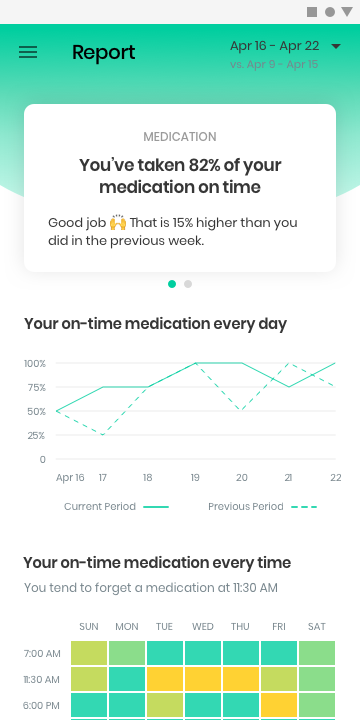 Report
Apr 16 - Apr 22
vs. Apr 9 - Apr 15
MEDICATION
You've taken 82% of your
medication on time
Good job 🙌 That is 15% higher than you
did in the previous week.
Your on-time medication every day
100%
75%
50%
25%
0
Apr 16 17 18 19 20 21 22
Current Period
Previous Period
Your on-time medication every time
You tend to forget a medication at 11:30 AM
SUN MON TUE WED THU FRI SAT
7:00 AM
11:30 AM
6:00 PM